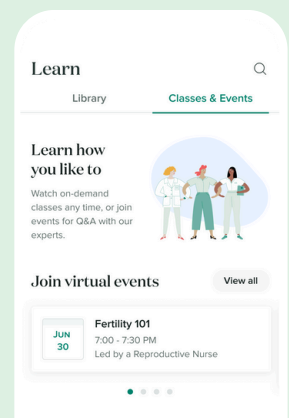 Learn
Library
Classes & Events
Learn how
you like to
Watch on-demand
classes any time, or join
events for Q&A with our
experts.
Join virtual events
View all
JUN
30
Fertility 101
7:00 - 7:30 PM
Led by a Reproductive Nurse